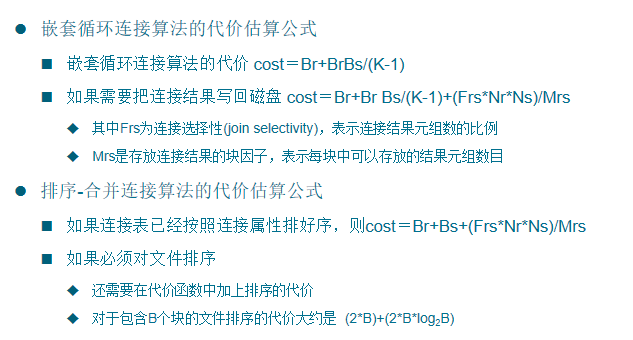 嵌套循环连接算法的代价估算公式
嵌套循环连接算法的代价 cost＝Br+BrBs/(K-1)
如果需要把连接结果写回磁盘 cost＝Br+Br Bs/(K-1)+(Frs*Nr*Ns)/Mrs
其中Frs为连接选择性(join selectivity)，表示连接结果元组数的比例
Mrs是存放连接结果的块因子，表示每块中可以存放的结果元组数目
排序-合并连接算法的代价估算公式
如果连接表已经按照连接属性排好序，则cost＝Br+Bs+(Frs*Nr*Ns)/Mrs
如果必须对文件排序
还需要在代价函数中加上排序的代价
对于包含B个块的文件排序的代价大约是 (2*B)+(2*B*log₂B)